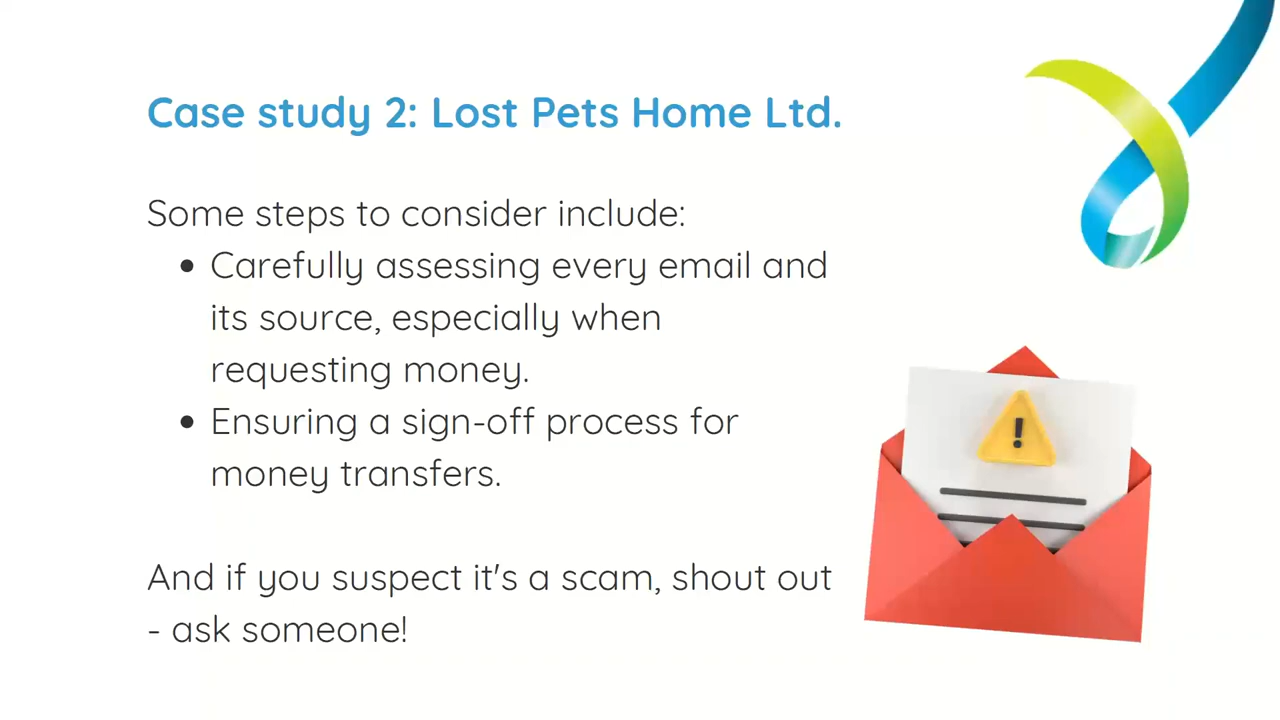 Case study 2: Lost Pets Home Ltd.
Some steps to consider include:
• Carefully assessing every email and
its source, especially when
requesting money.
• Ensuring a sign-off process for
money transfers.
And if you suspect it's a scam, shout out
- ask someone!
!